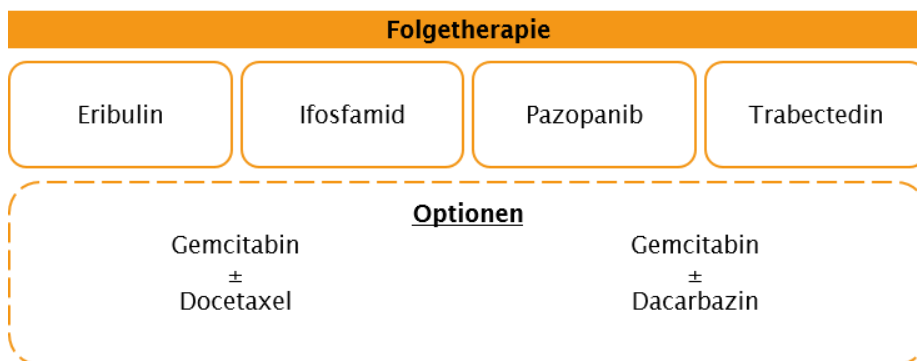 Folgetherapie
Eribulin
Ifosfamid
Pazopanib
Trabectedin
Optionen
Gemcitabin
±
Docetaxel
Gemcitabin
±
Dacarbazin